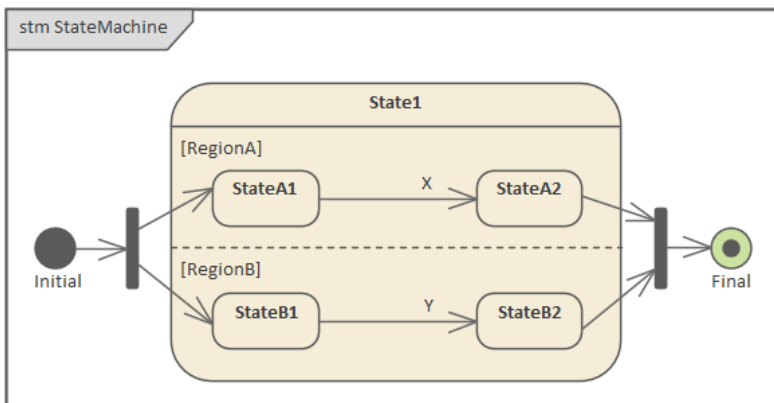 stm StateMachine
State1
[RegionA]
StateA1
X
StateA2
Initial
[RegionB]
StateB1
Y
StateB2
Final